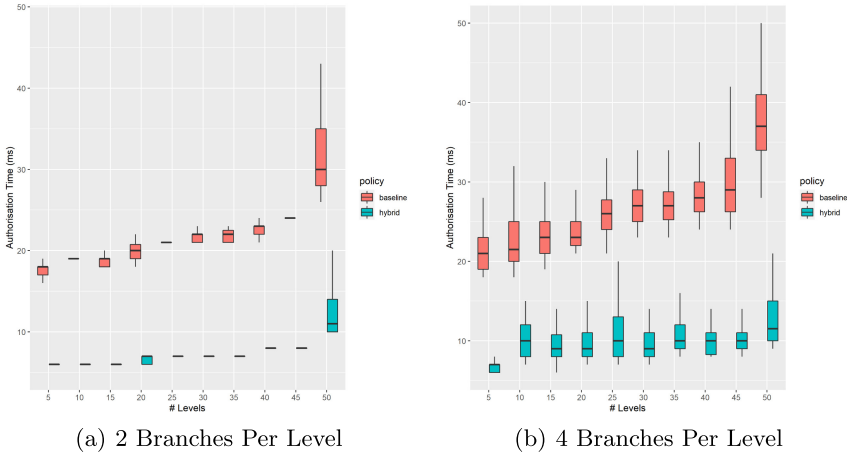 50
40
30
20
10
Authorisation Time (ms)
5 10 15 20 25 30 35 40 45 50
# Levels
policy
baseline
hybrid
(a) 2 Branches Per Level
50
40
30
20
10
Authorisation Time (ms)
5 10 15 20 25 30 35 40 45 50
# Levels
policy
baseline
hybrid
(b) 4 Branches Per Level